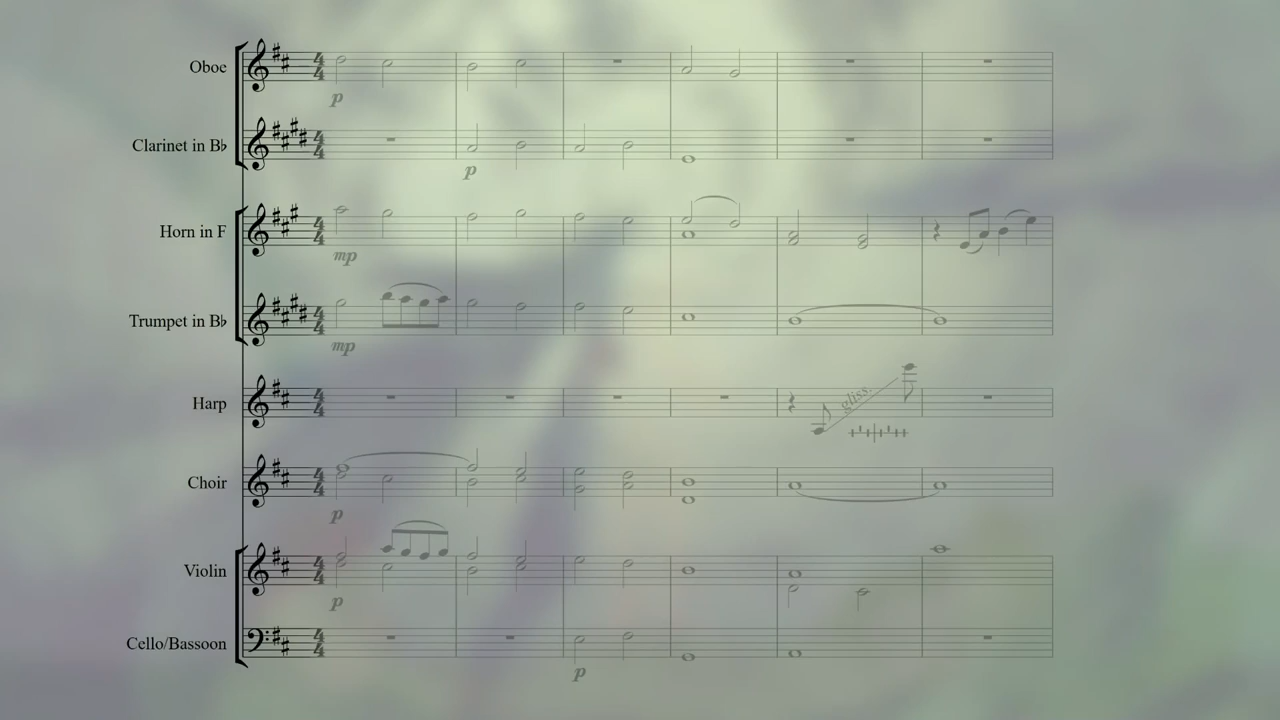 Oboe
p
Clarinet in B♭
p
Horn in F
mp
Trumpet in B♭
mp
Harp
gliss.
Choir
p
Violin
p
Cello/Bassoon
p